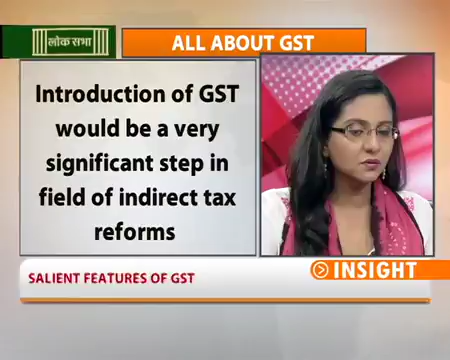 लोक सभा
ALL ABOUT GST
Introduction of GST
would be a very
significant step in
field of indirect tax
reforms
INSIGHT
SALIENT FEATURES OF GST